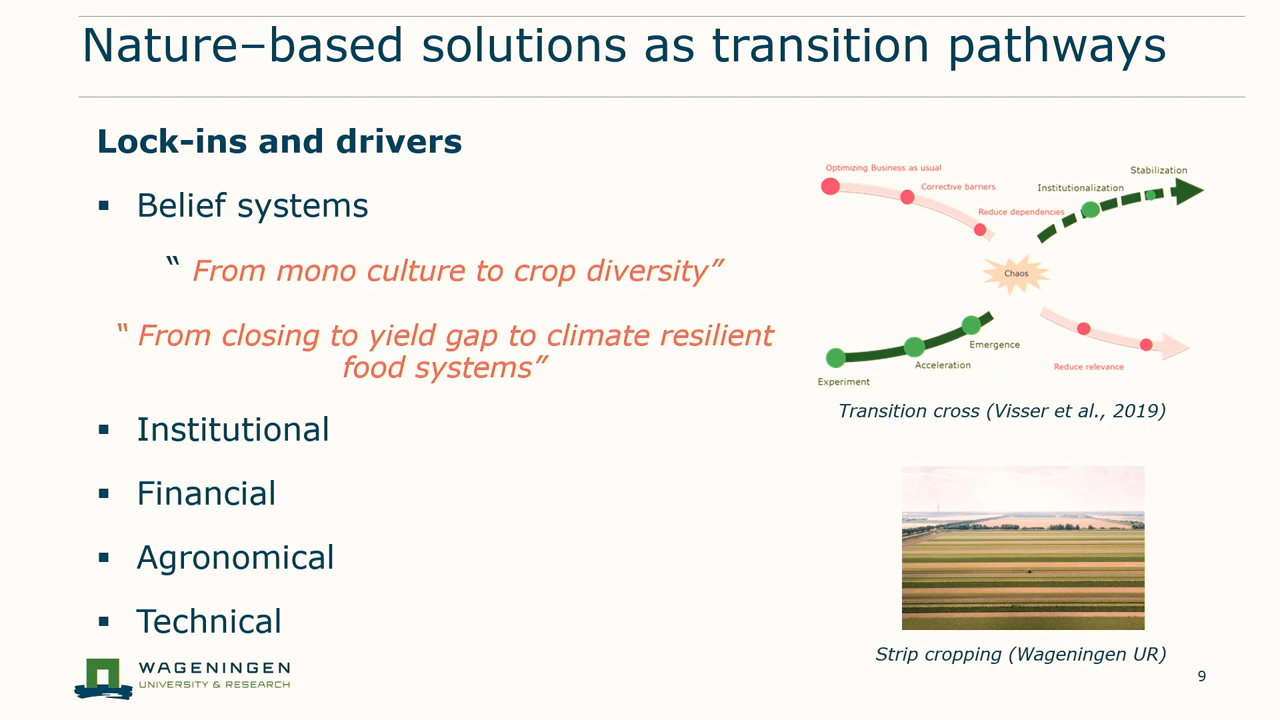 Nature–based solutions as transition pathways
Lock-ins and drivers
▪ Belief systems
“ From mono culture to crop diversity”
“ From closing to yield gap to climate resilient
food systems”
▪ Institutional
▪ Financial
▪ Agronomical
▪ Technical
Optimizing Business as usual
Corrective barriers
Reduce dependencies
Stabilization
Institutionalization
Chaos
Emergence
Acceleration
Experiment
Reduce relevance
Transition cross (Visser et al., 2019)
Strip cropping (Wageningen UR)
WAGENINGEN
UNIVERSITY & RESEARCH
9